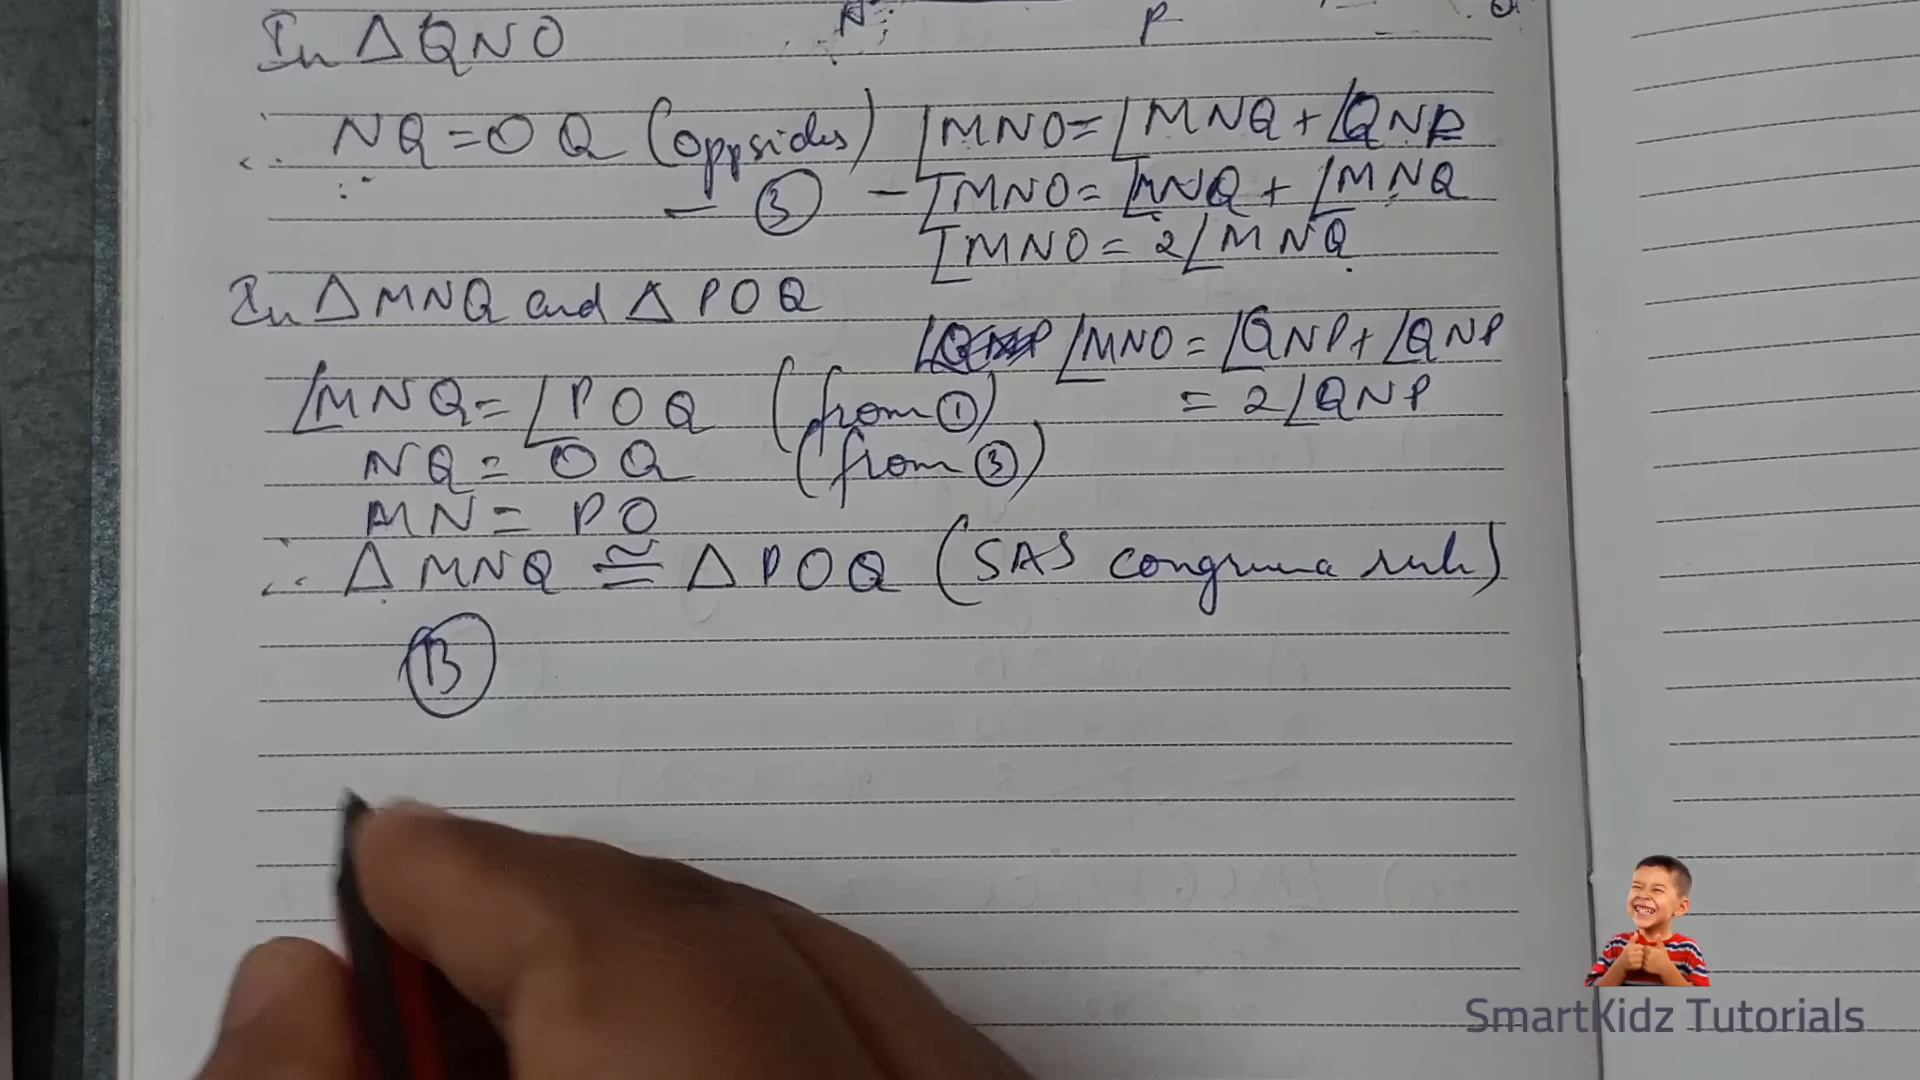 N
P
In △QNO
NQ = OQ (opp sides)
— ③
∠MNO = ∠MNQ + ∠QNP
– ∠MNO = ∠MNQ + ∠MNQ
∠MNO = 2∠MNQ
∠MNO = ∠QNP + ∠QNP
= 2∠QNP
In △MNQ and △POQ
∠MNQ = ∠POQ (from ①)
NQ = OQ (from ③)
MN = PO
∴ △MNQ ≅ △POQ (SAS congruence rule)
Ⓑ
SmartKidz Tutorials